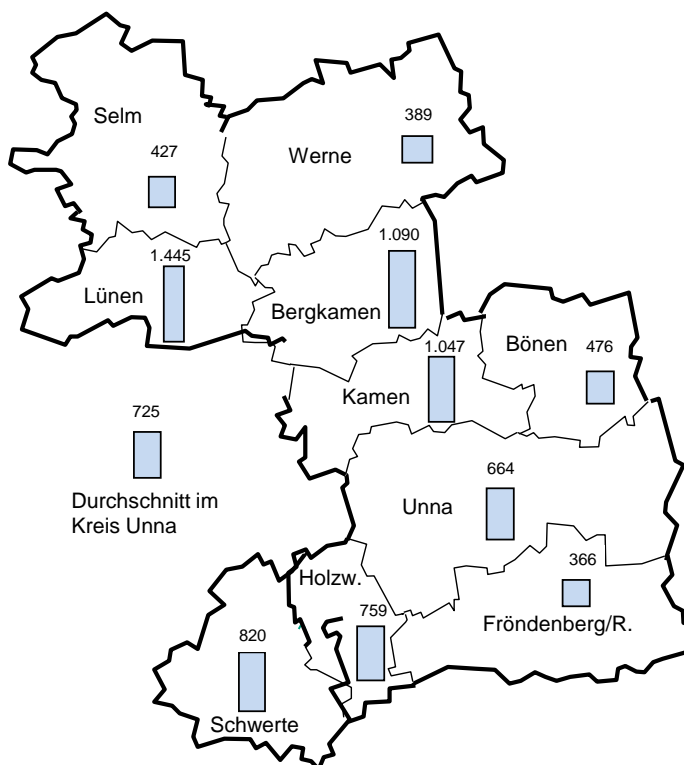 Selm
427
Werne
389
Lünen
1.445
Bergkamen
1.090
Kamen
1.047
Bönen
476
725
Durchschnitt im
Kreis Unna
Unna
664
Holzw.
759
366
Fröndenberg/R.
820
Schwerte